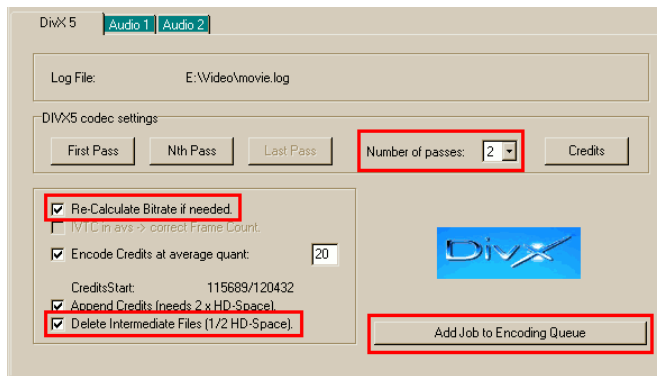 DivX 5 Audio 1 Audio 2
Log File: E:\Video\movie.log
DIVX5 codec settings
First Pass Nth Pass Last Pass Number of passes: 2 Credits
Re-Calculate Bitrate if needed.
IVTC in avs -> correct Frame Count.
Encode Credits at average quant: 20
CreditsStart: 115689/120432
Append Credits (needs 2 x HD-Space).
Delete Intermediate Files (1/2 HD-Space).
DivX
Add Job to Encoding Queue